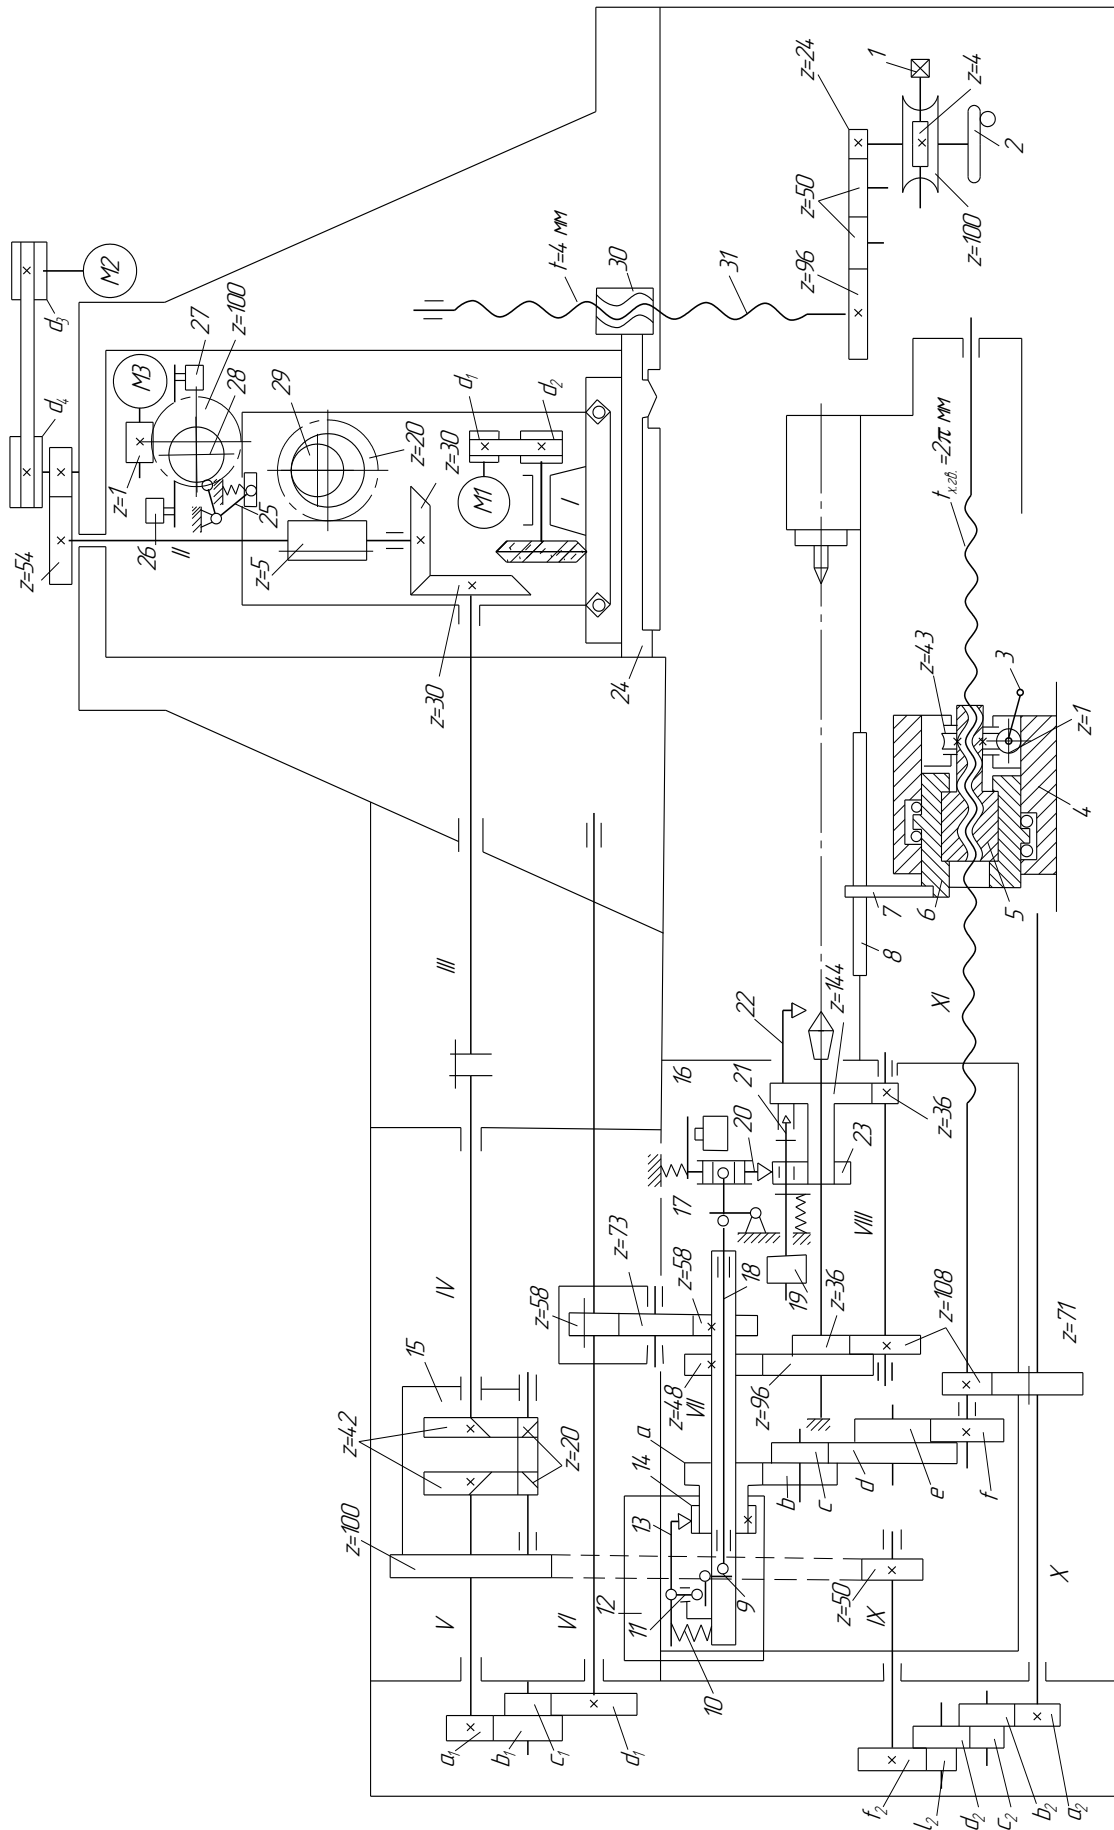 z=54
d₄
d₃
M2
z=1
26
M3
II
27
z=100
28
z=5
25
29
z=100
z=42
15
z=20
a₁
V
IV
III
z=30
z=30
M1
d₁
b₁
z=58
d₂
c₁
VI
z=20
I
t=4 мм
12
z=73
24
30
d₁
11
13
14
a
z=58
10
z=48
VII
17
16
31
9
18
20
22
21
z=96
b
19
z=36
23
z=144
z=96
z=50
z=24
c
d
VIII
z=50
IX
8
7
1
f₂
e
z=108
z=36
XI
6
z=43
tх.гв.=2π мм
z=100
z=4
l₂
d₂
f
5
3
2
c₂
b₂
a₂
X
z=71
4
z=1